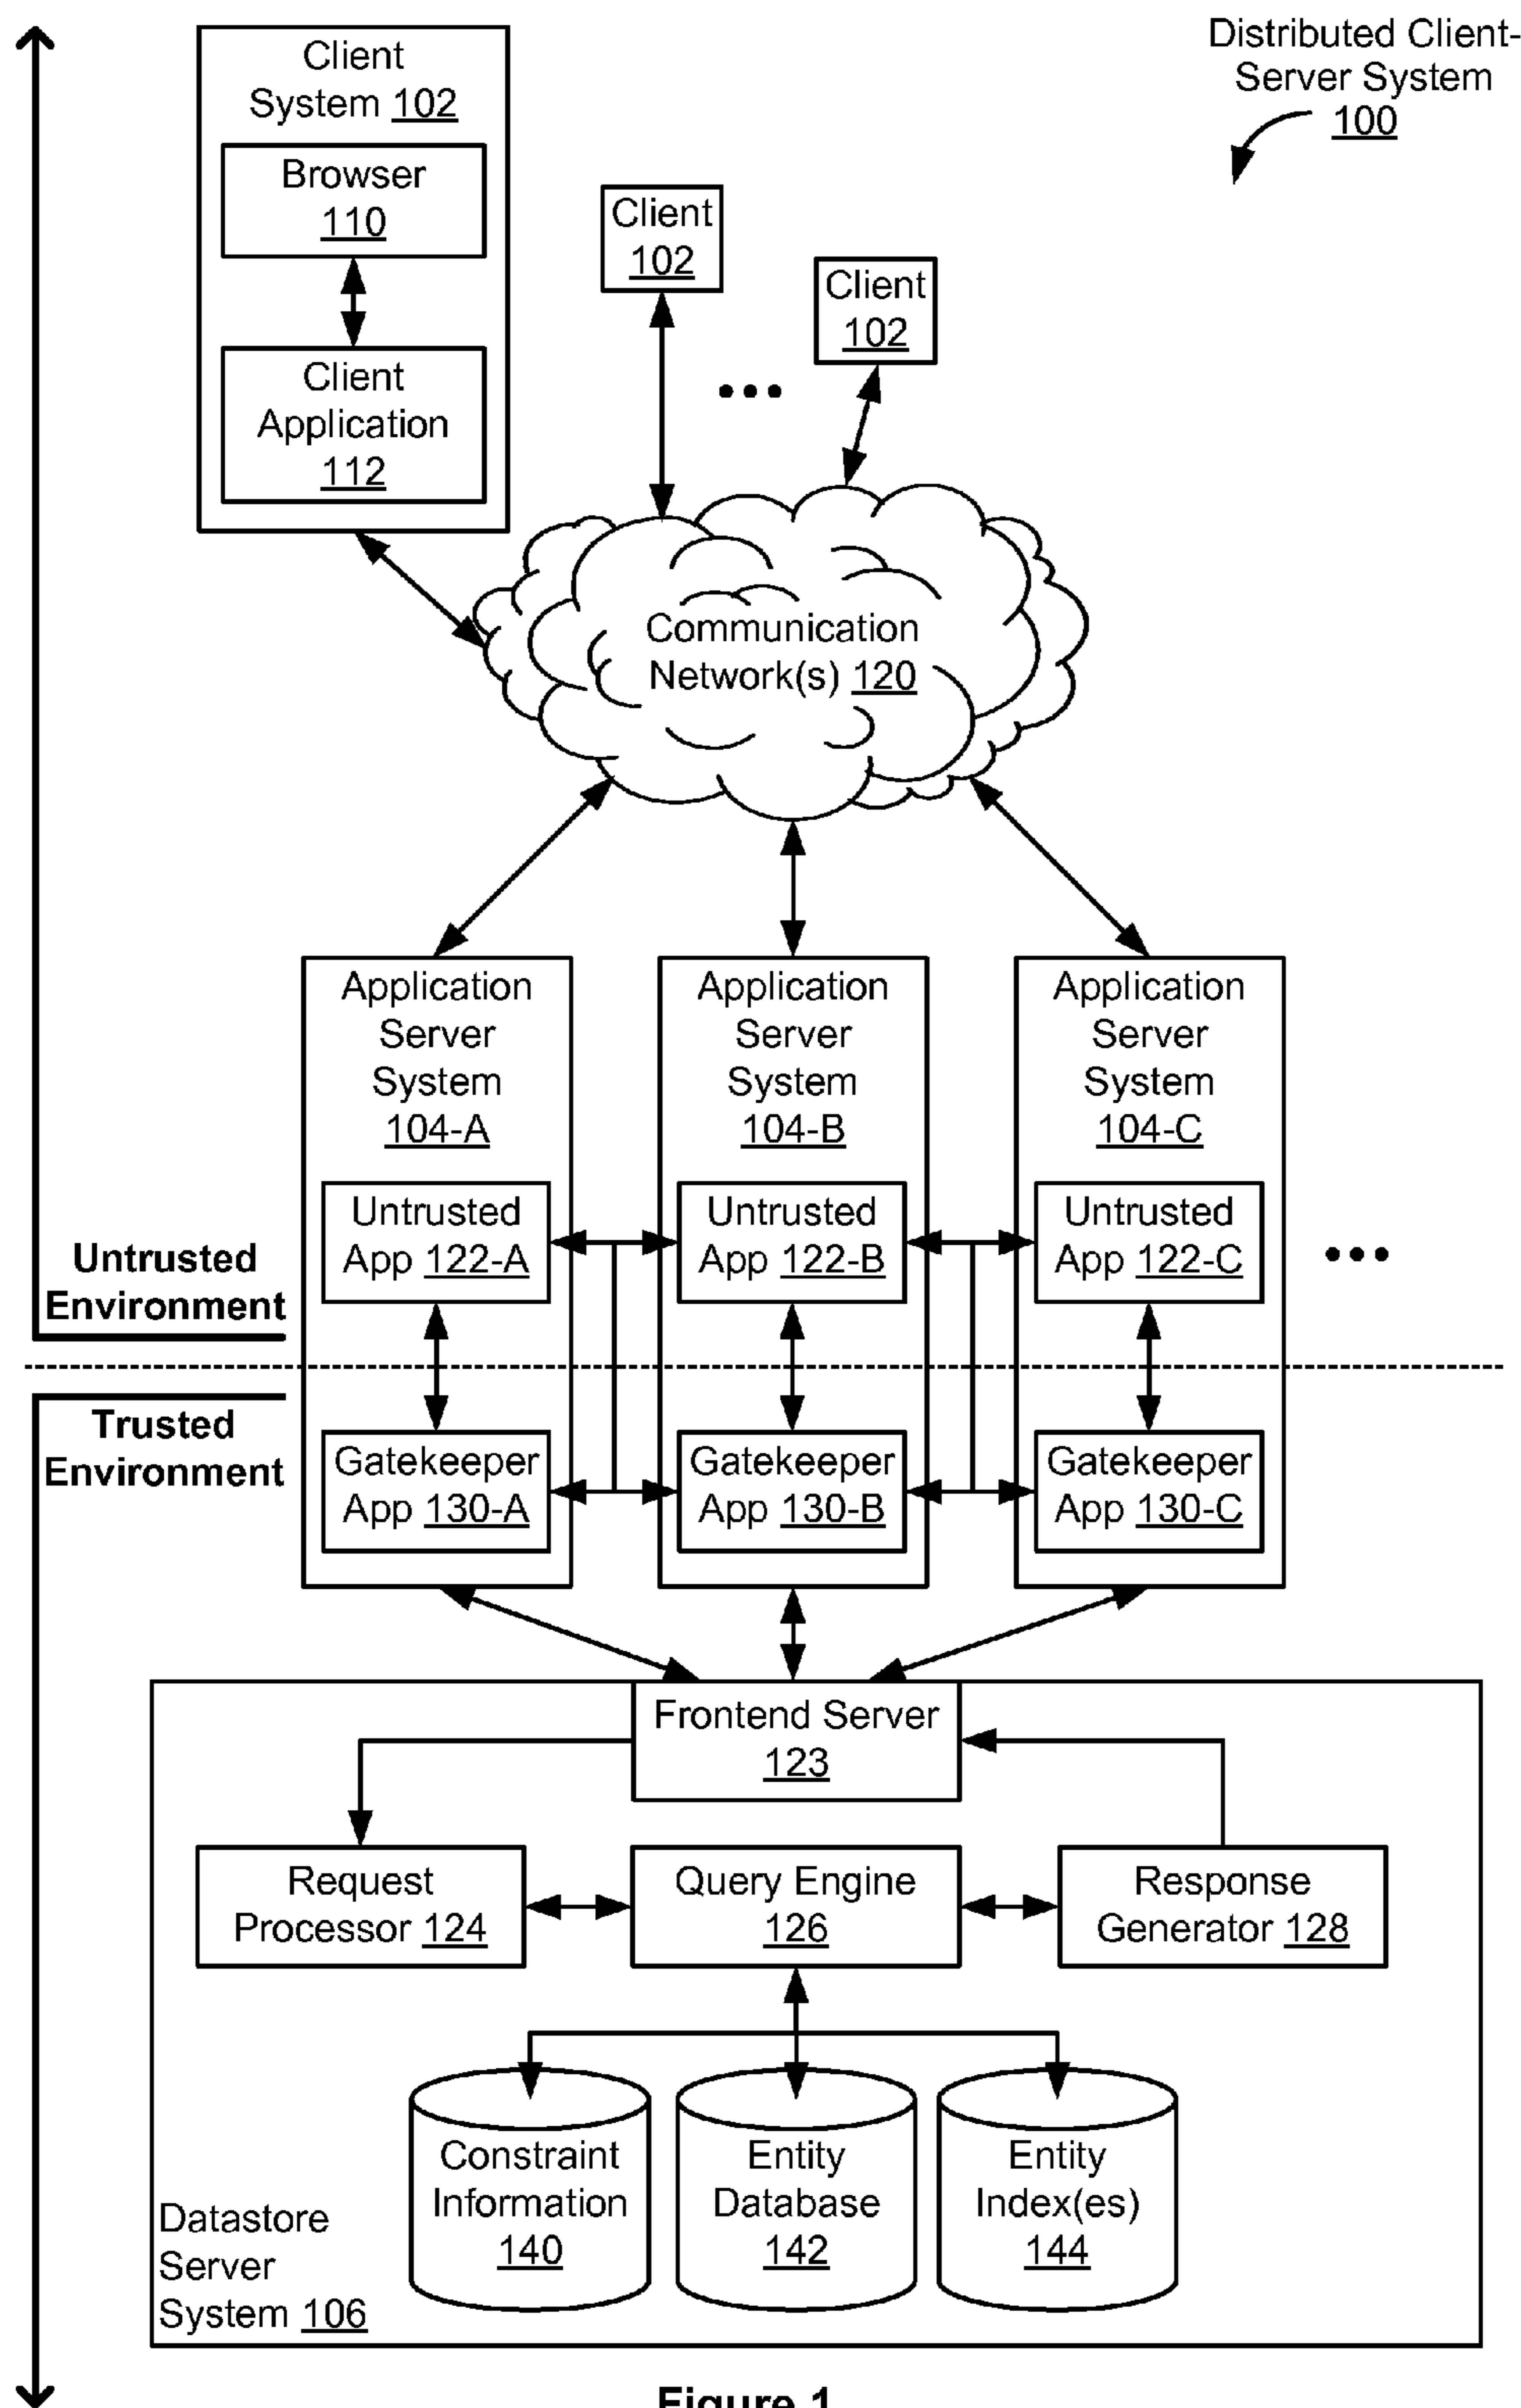 Distributed Client-
Server System
100
Client
System 102
Browser
110
Client
Application
112
Client
102
Client
102
Communication
Network(s) 120
Application
Server
System
104-A
Application
Server
System
104-B
Application
Server
System
104-C
Untrusted
App 122-A
Untrusted
App 122-B
Untrusted
App 122-C
Untrusted
Environment
Trusted
Environment
Gatekeeper
App 130-A
Gatekeeper
App 130-B
Gatekeeper
App 130-C
Frontend Server
123
Request
Processor 124
Query Engine
126
Response
Generator 128
Constraint
Information
140
Entity
Database
142
Entity
Index(es)
144
Datastore
Server
System 106
Figure 1